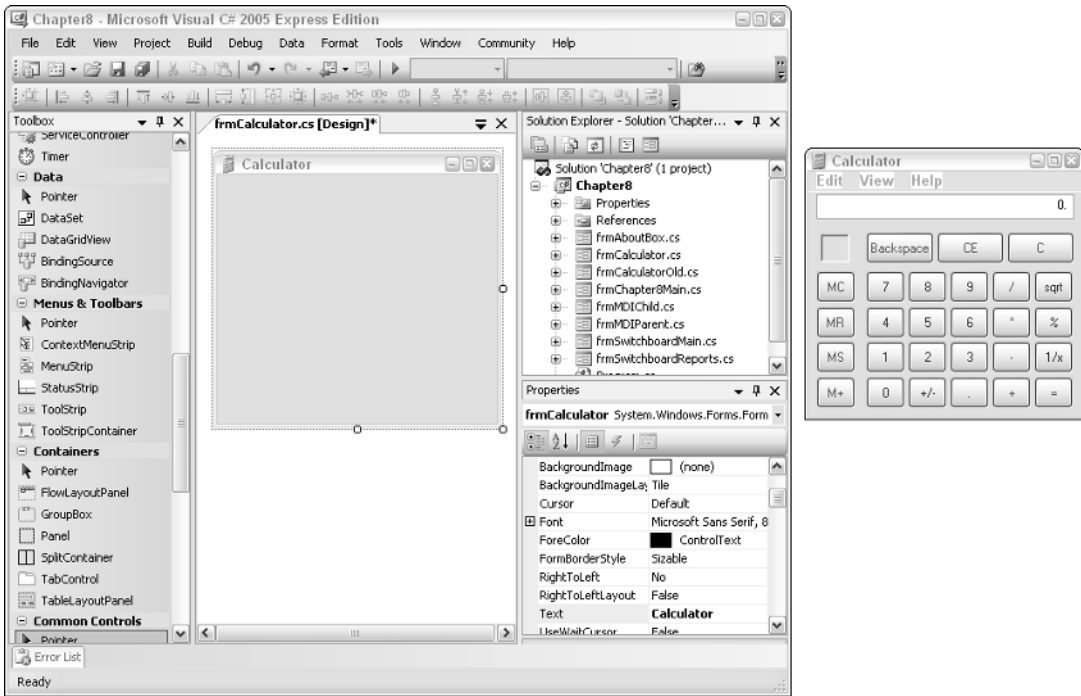 Chapter8 - Microsoft Visual C# 2005 Express Edition
File Edit View Project Build Debug Data Format Tools Window Community Help
Toolbox
ServiceController
Timer
Data
Pointer
DataSet
DataGridView
BindingSource
BindingNavigator
Menus & Toolbars
Pointer
ContextMenuStrip
MenuStrip
StatusStrip
ToolStrip
ToolStripContainer
Containers
Pointer
FlowLayoutPanel
GroupBox
Panel
SplitContainer
TabControl
TableLayoutPanel
Common Controls
Pointer
frmCalculator.cs [Design]*
Calculator
Solution Explorer - Solution 'Chapter...
Solution 'Chapter8' (1 project)
Chapter8
Properties
References
frmAboutBox.cs
frmCalculator.cs
frmCalculatorOld.cs
frmChapter8Main.cs
frmMDIChild.cs
frmMDIParent.cs
frmSwitchboardMain.cs
frmSwitchboardReports.cs
Program.cs
Properties
frmCalculator System.Windows.Forms.Form
BackgroundImage (none)
BackgroundImageLa Tile
Cursor Default
Font Microsoft Sans Serif, 8
ForeColor ControlText
FormBorderStyle Sizable
RightToLeft No
RightToLeftLayout False
Text Calculator
UseWaitCursor False
Error List
Ready
Calculator
Edit View Help
0.
Backspace CE C
MC 7 8 9 / sqrt
MR 4 5 6 * %
MS 1 2 3 - 1/x
M+ 0 +/- . + =